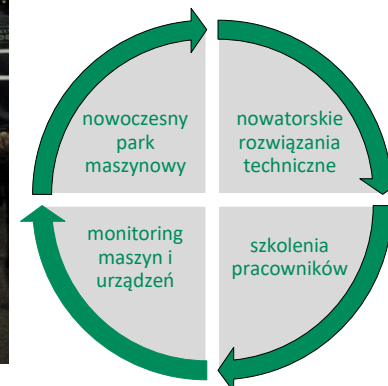 nowoczesny
park
maszynowy
nowatorskie
rozwiązania
techniczne
monitoring
maszyn i
urządzeń
szkolenia
pracowników